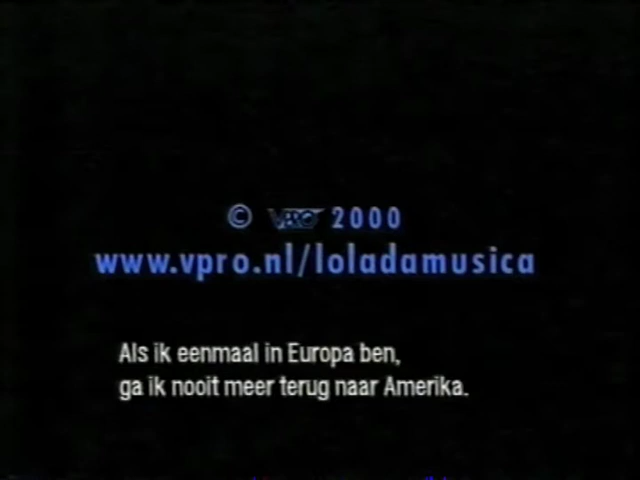 © VPRO 2000
www.vpro.nl/loladamusica
Als ik eenmaal in Europa ben,
ga ik nooit meer terug naar Amerika.